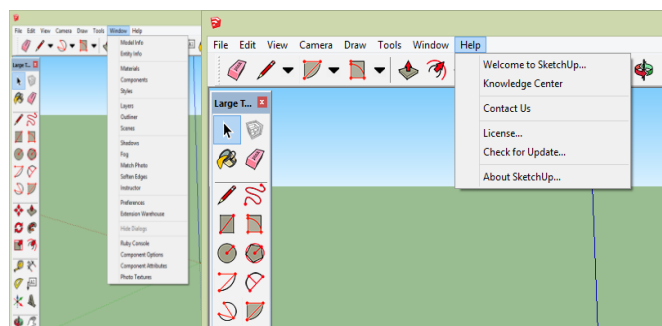 File Edit View Camera Draw Tools Window Help
Large T...
Model Info
Entity Info
Materials
Components
Styles
Layers
Outliner
Scenes
Shadows
Fog
Match Photo
Soften Edges
Instructor
Preferences
Extension Warehouse
Hide Dialogs
Ruby Console
Component Options
Component Attributes
Photo Textures
File Edit View Camera Draw Tools Window Help
Large T...
Welcome to SketchUp...
Knowledge Center
Contact Us
License...
Check for Update...
About SketchUp...